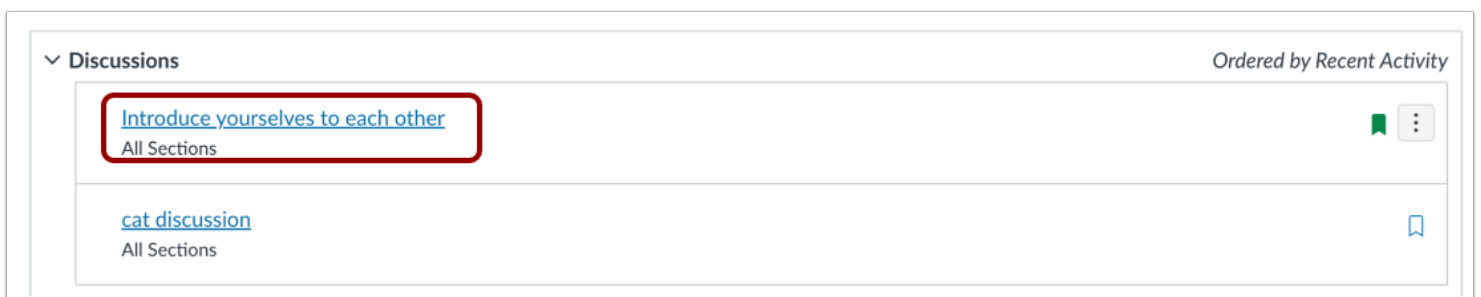 Discussions Ordered by Recent Activity
Introduce yourselves to each other
All Sections
cat discussion
All Sections